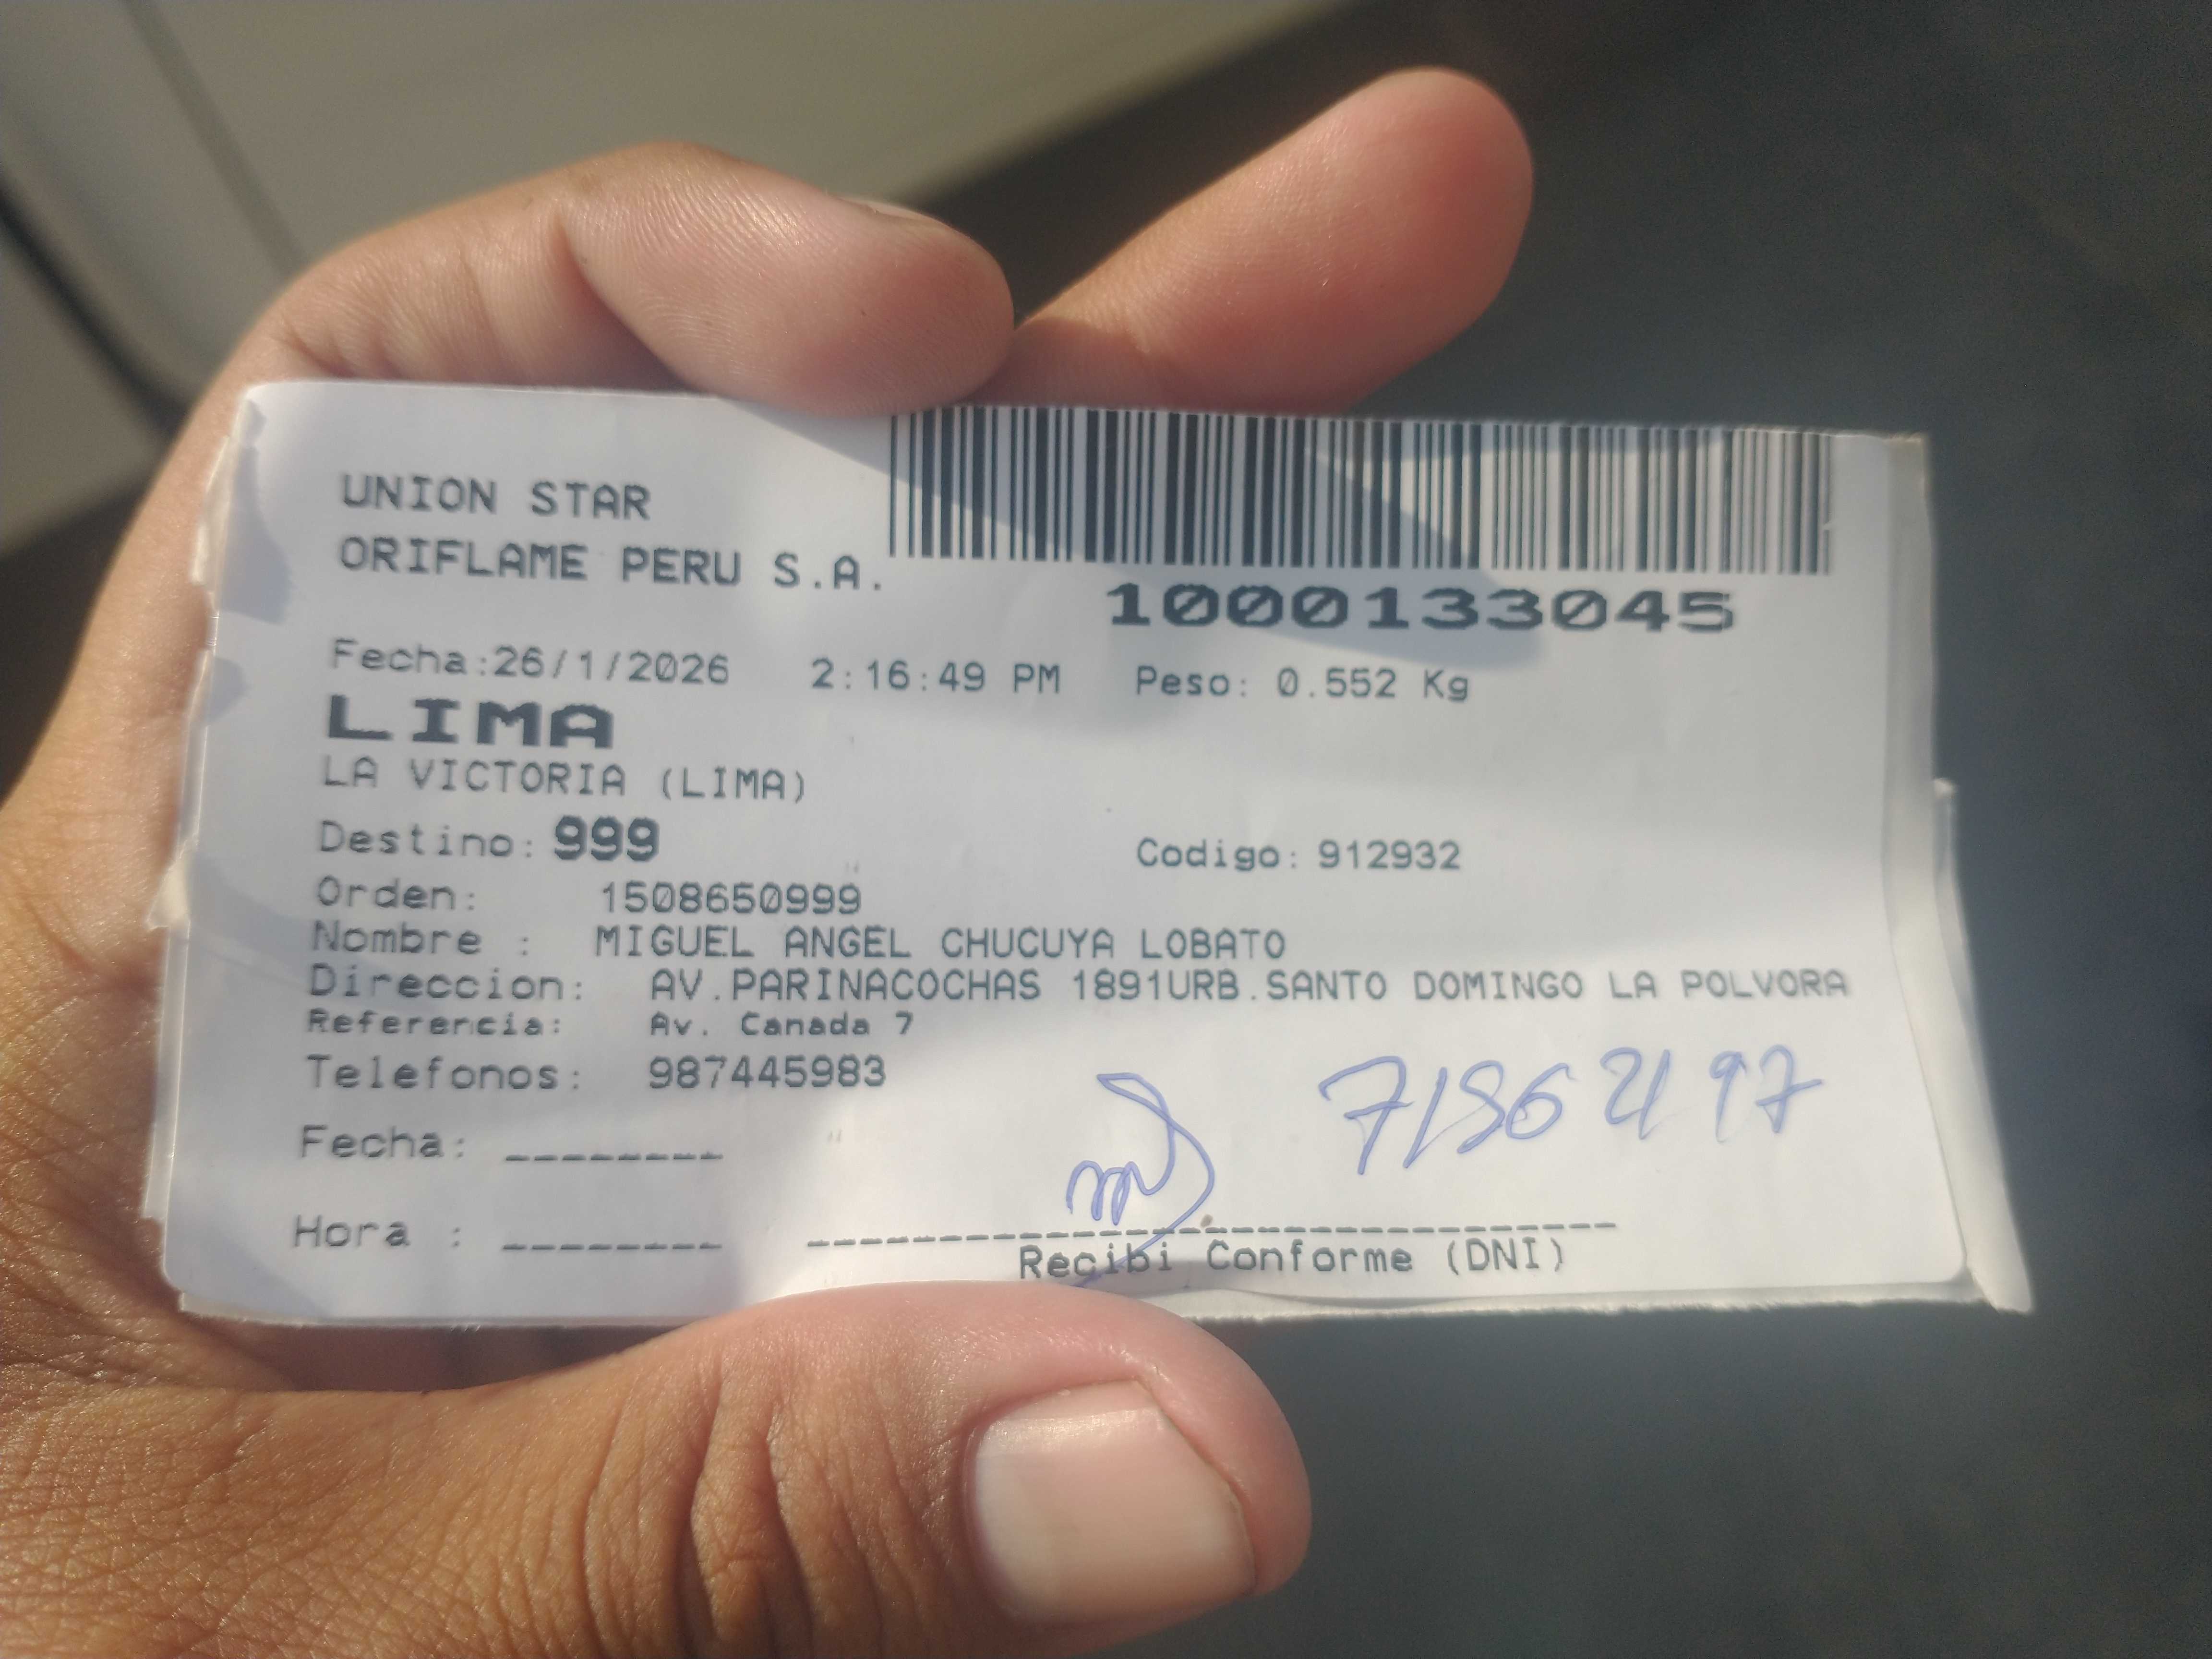 UNION STAR
ORIFLAME PERU S.A.
1000133045
Fecha:26/1/2026 2:16:49 PM Peso: 0.552 Kg
LIMA
LA VICTORIA (LIMA)
Destino: 999 Codigo: 912932
Orden: 1508650999
Nombre : MIGUEL ANGEL CHUCUYA LOBATO
Direccion: AV.PARINACOCHAS 1891URB.SANTO DOMINGO LA POLVORA
Referencia: Av. Canada 7
Telefonos: 987445983
Fecha: ________
Hora : ________
Recibi Conforme (DNI)